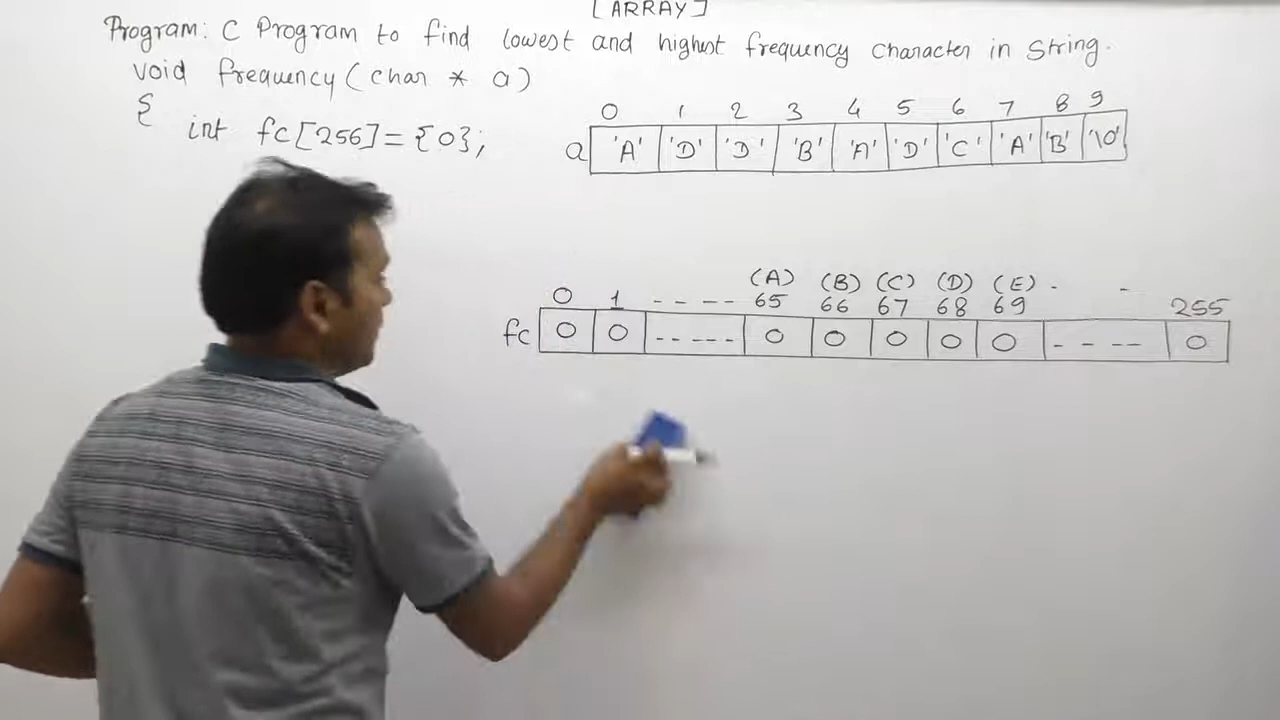 [ARRAY]
Program: C Program to find lowest and highest frequency character in String.
void frequency(char * a)
{
int fc[256]={0};
0 1 2 3 4 5 6 7 8 9
a 'A' 'D' 'D' 'B' 'A' 'D' 'C' 'A' 'B' '\0'
(A) (B) (C) (D) (E) - -
0 1 - - - - 65 66 67 68 69 255
fc 0 0 - - - - - 0 0 0 0 0 - - - - 0